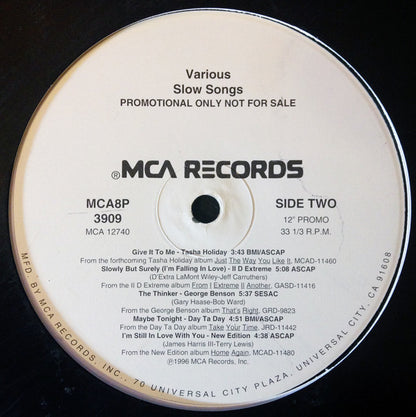 Various
Slow Songs
PROMOTIONAL ONLY NOT FOR SALE
®MCA RECORDS
MCA8P
3909
MCA 12740
SIDE TWO
12" PROMO
33 1/3 R.P.M.
Give It To Me - Tasha Holiday 3:43 BMI/ASCAP
From the forthcoming Tasha Holiday album Just The Way You Like It, MCAD-11460
Slowly But Surely (I'm Falling In Love) - II D Extreme 5:08 ASCAP
(D'Extra LaMont Wiley-Jeff Carruthers)
From the II D Extreme album From I Extreme II Another, GASD-11416
The Thinker - George Benson 5:37 SESAC
(Gary Haase-Bob Ward)
From the George Benson album That's Right, GRD-9823
Maybe Tonight - Day Ta Day 4:51 BMI/ASCAP
From the Day Ta Day album Take Your Time, JRD-11442
I'm Still In Love With You - New Edition 4:38 ASCAP
(James Harris III-Terry Lewis)
From the New Edition album Home Again, MCAD-11480
℗1996 MCA Records, Inc.
MFD. BY MCA RECORDS, INC., 70 UNIVERSAL CITY PLAZA, UNIVERSAL CITY, CA 91608